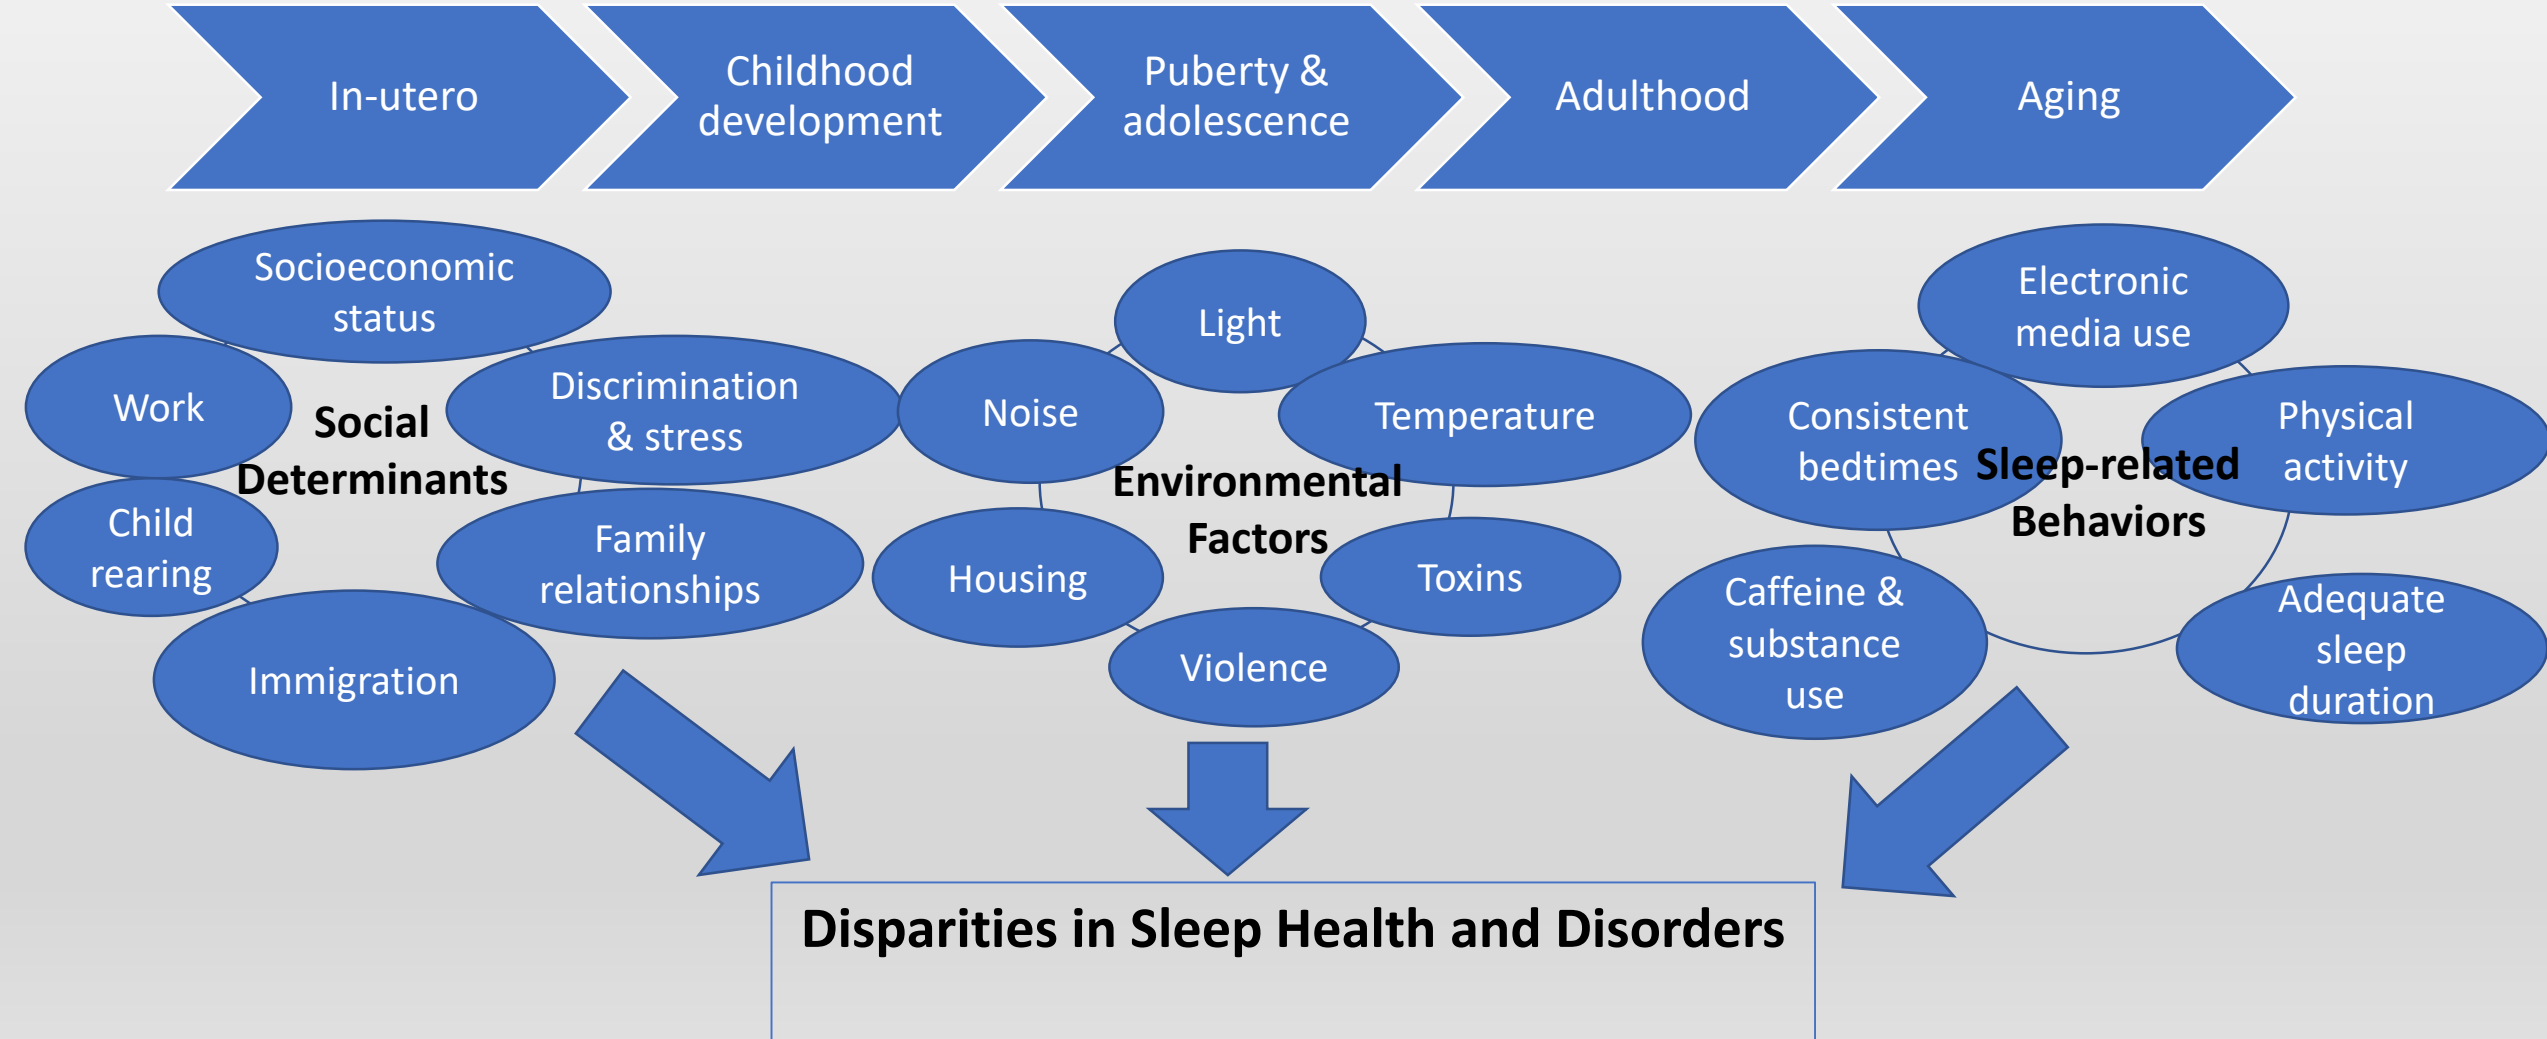 In-utero
Childhood
development
Puberty &
adolescence
Adulthood
Aging
Socioeconomic
status
Work
Discrimination
& stress
Social
Determinants
Child
rearing
Family
relationships
Immigration
Light
Noise
Temperature
Environmental
Factors
Housing
Toxins
Violence
Electronic
media use
Consistent
bedtimes
Physical
activity
Sleep-related
Behaviors
Caffeine &
substance
use
Adequate
sleep
duration
Disparities in Sleep Health and Disorders